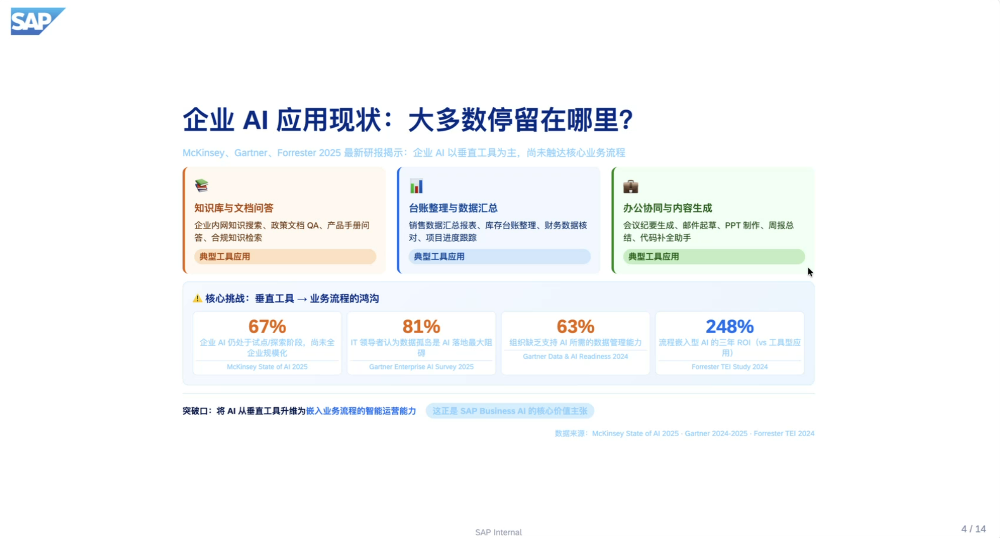 SAP
企业 AI 应用现状：大多数停留在哪里?
McKinsey、Gartner、Forrester 2025 最新研报揭示：企业 AI 以垂直工具为主，尚未触达核心业务流程
知识库与文档问答
企业内网知识搜索、政策文档 QA、产品手册问
答、合规知识检索
典型工具应用
台账整理与数据汇总
销售数据汇总报表、库存台账整理、财务数据核
对、项目进度跟踪
典型工具应用
办公协同与内容生成
会议纪要生成、邮件起草、PPT 制作、周报总
结、代码补全助手
典型工具应用
核心挑战：垂直工具 → 业务流程的鸿沟
67%
企业 AI 仍处于试点/探索阶段，尚未全
企业规模化
McKinsey State of AI 2025
81%
IT 领导者认为数据孤岛是 AI 落地最大阻
碍
Gartner Enterprise AI Survey 2025
63%
组织缺乏支持 AI 所需的数据管理能力
Gartner Data & AI Readiness 2024
248%
流程嵌入型 AI 的三年 ROI（vs 工具型应
用）
Forrester TEI Study 2024
突破口：将 AI 从垂直工具升维为嵌入业务流程的智能运营能力
这正是 SAP Business AI 的核心价值主张
数据来源：McKinsey State of AI 2025 · Gartner 2024-2025 · Forrester TEI 2024
SAP Internal
4 / 14